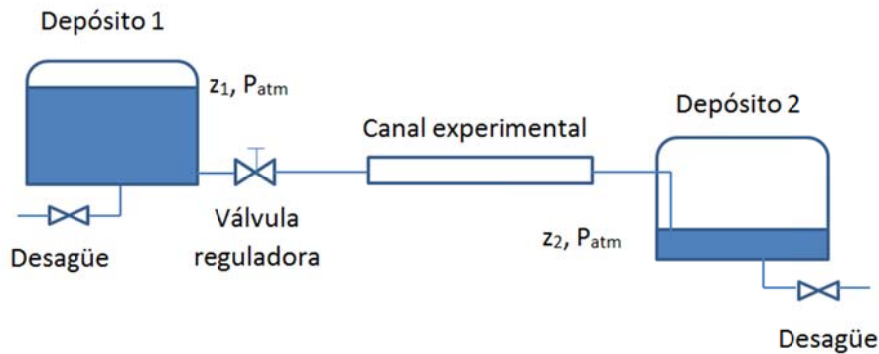 Depósito 1
z₁, Pₐₜₘ
Depósito 2
Canal experimental
Válvula
reguladora
Desagüe
z₂, Pₐₜₘ
Desagüe